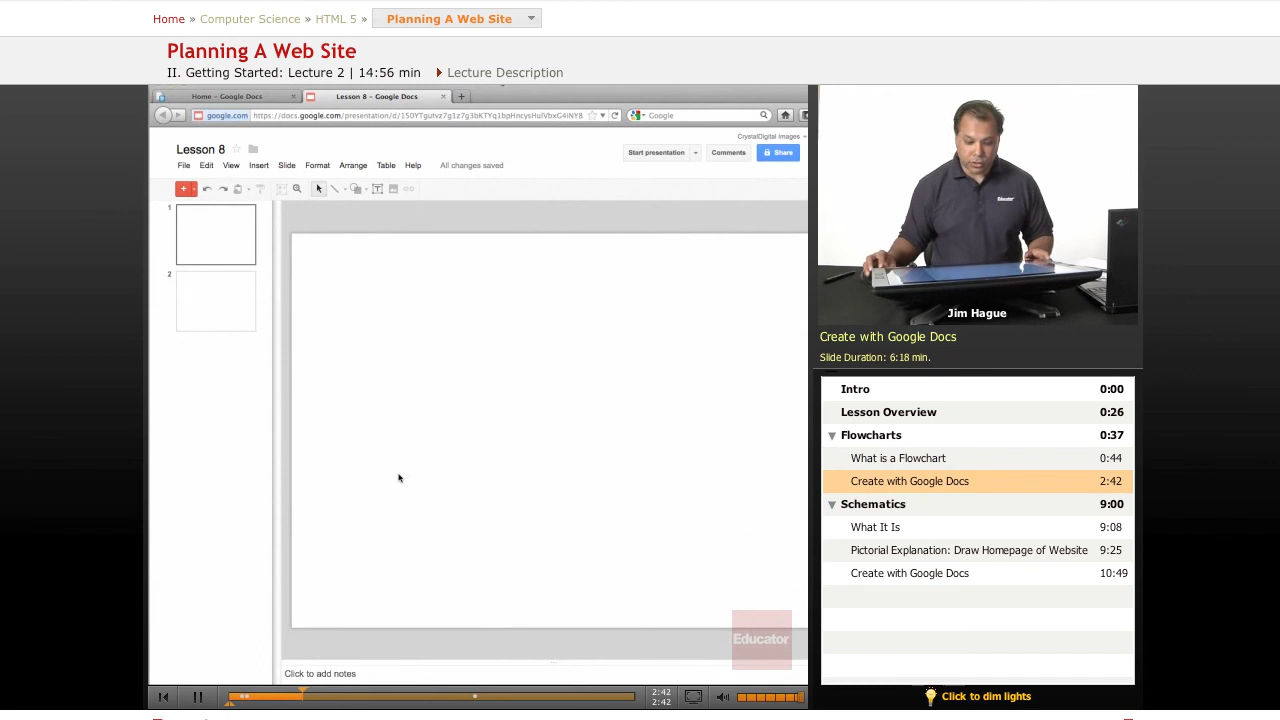 Home » Computer Science » HTML 5 » Planning A Web Site
Planning A Web Site
II. Getting Started: Lecture 2 | 14:56 min Lecture Description
Home - Google Docs × Lesson 8 - Google Docs × +
google.com Google
Lesson 8
CrystalDigital Images
Start presentation Comments Share
File Edit View Insert Slide Format Arrange Table Help All changes saved
1
2
Educator
Click to add notes
2:42
2:42
Educator
Jim Hague
Create with Google Docs
Slide Duration: 6:18 min.
Intro 0:00
Lesson Overview 0:26
Flowcharts 0:37
What is a Flowchart 0:44
Create with Google Docs 2:42
Schematics 9:00
What It Is 9:08
Pictorial Explanation: Draw Homepage of Website 9:25
Create with Google Docs 10:49
Click to dim lights